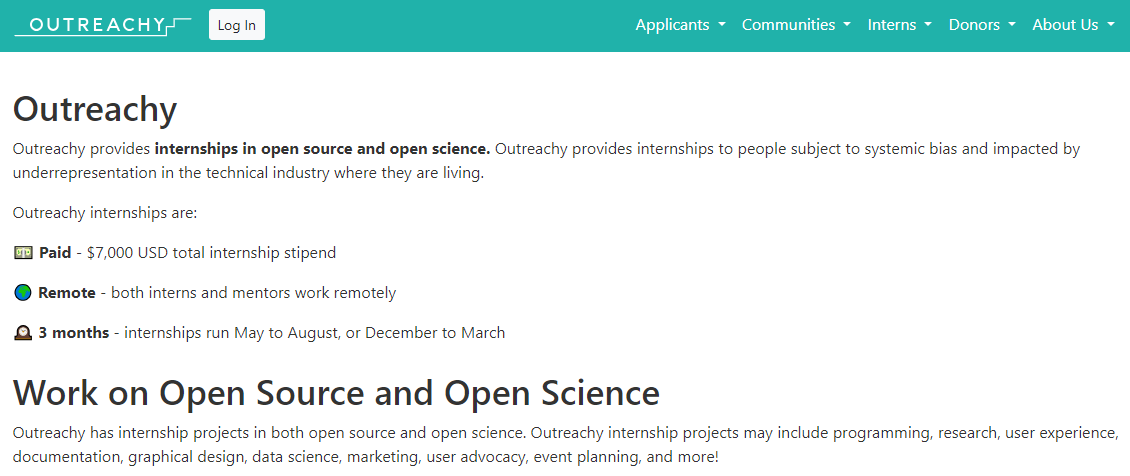 OUTREACHY Log In Applicants Communities Interns Donors About Us
Outreachy
Outreachy provides internships in open source and open science. Outreachy provides internships to people subject to systemic bias and impacted by
underrepresentation in the technical industry where they are living.
Outreachy internships are:
Paid - $7,000 USD total internship stipend
Remote - both interns and mentors work remotely
3 months - internships run May to August, or December to March
Work on Open Source and Open Science
Outreachy has internship projects in both open source and open science. Outreachy internship projects may include programming, research, user experience,
documentation, graphical design, data science, marketing, user advocacy, event planning, and more!